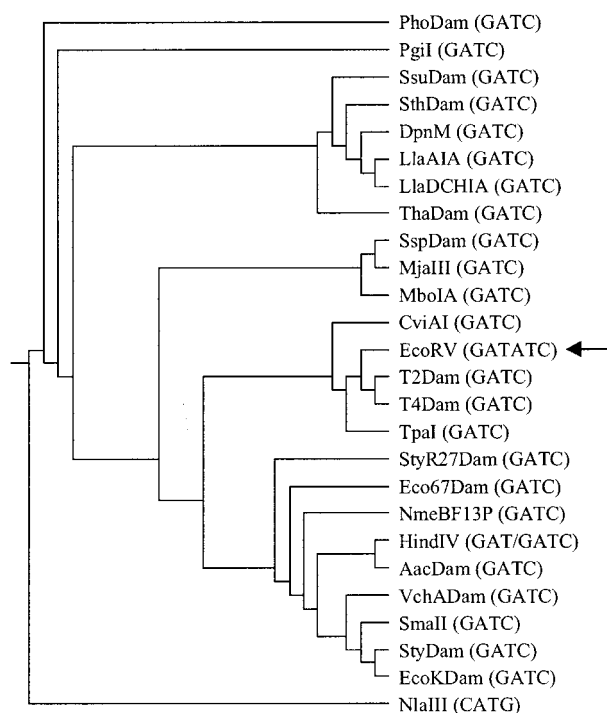 PhoDam (GATC)
PgiI (GATC)
SsuDam (GATC)
SthDam (GATC)
DpnM (GATC)
LlaAIA (GATC)
LlaDCHIA (GATC)
ThaDam (GATC)
SspDam (GATC)
MjaIII (GATC)
MboIA (GATC)
CviAI (GATC)
EcoRV (GATATC)
T2Dam (GATC)
T4Dam (GATC)
TpaI (GATC)
StyR27Dam (GATC)
Eco67Dam (GATC)
NmeBF13P (GATC)
HindIV (GAT/GATC)
AacDam (GATC)
VchADam (GATC)
SmaII (GATC)
StyDam (GATC)
EcoKDam (GATC)
NlaIII (CATG)